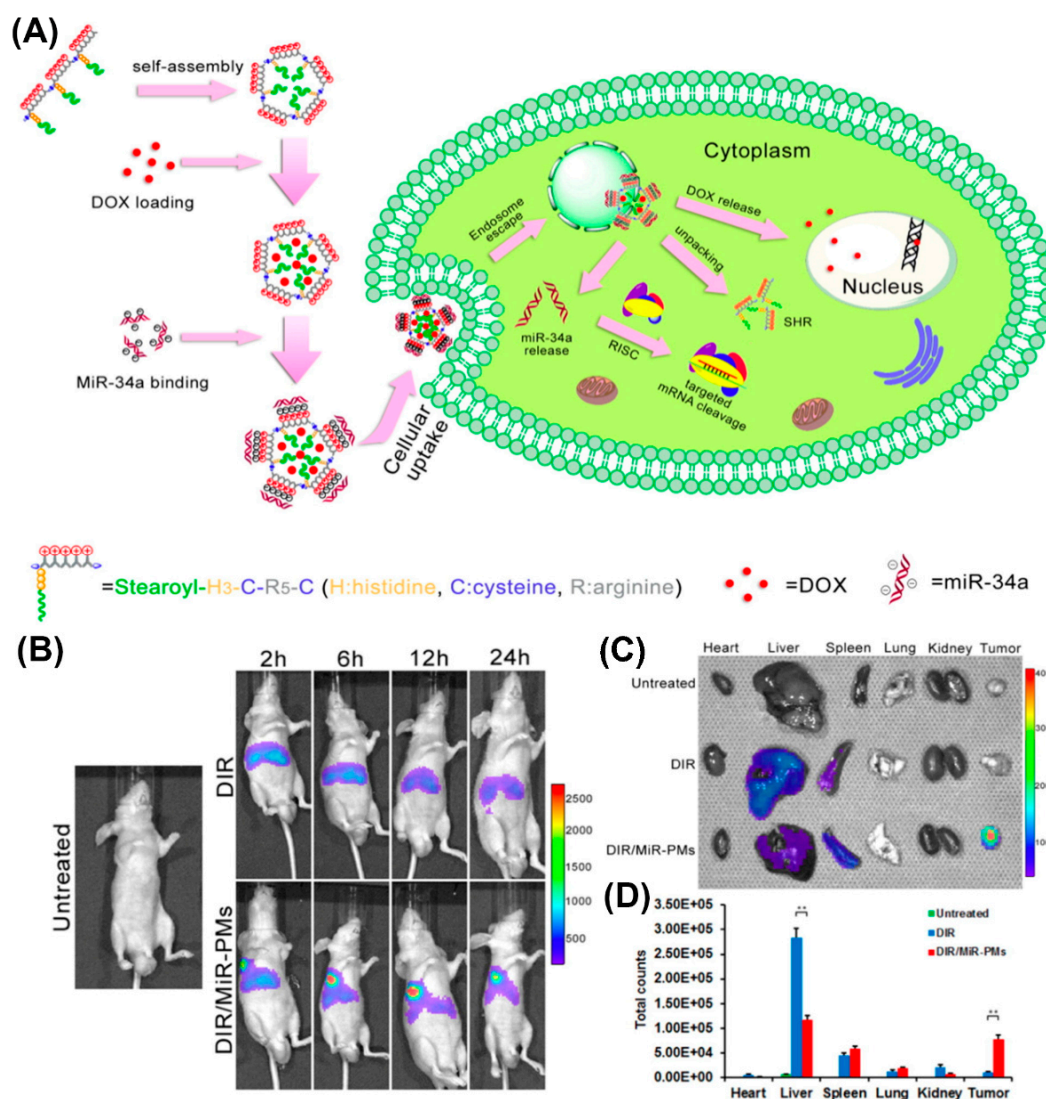 (A)
self-assembly
DOX loading
MiR-34a binding
Cellular
uptake
Endosome
escape
Cytoplasm
DOX release
unpacking
miR-34a
release
RISC
targeted
mRNA cleavage
SHR
Nucleus
=Stearoyl-H3-C-R5-C (H:histidine, C:cysteine, R:arginine)
=DOX
=miR-34a
(B)
2h 6h 12h 24h
Untreated
DIR
DIR/MiR-PMs
2500
2000
1500
1000
500
(C)
Heart Liver Spleen Lung Kidney Tumor
Untreated
DIR
DIR/MiR-PMs
40
30
20
10
(D)
Total counts
3.50E+05
3.00E+05
2.50E+05
2.00E+05
1.50E+05
1.00E+05
5.00E+04
0.00E+00
**
**
Untreated
DIR
DIR/MiR-PMs
Heart Liver Spleen Lung Kidney Tumor